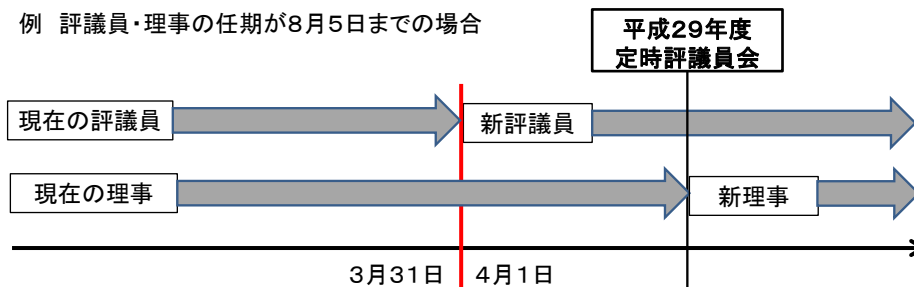 例　評議員・理事の任期が８月５日までの場合
平成２９年度
定時評議員会
現在の評議員
新評議員
現在の理事
新理事
３月３１日
４月１日